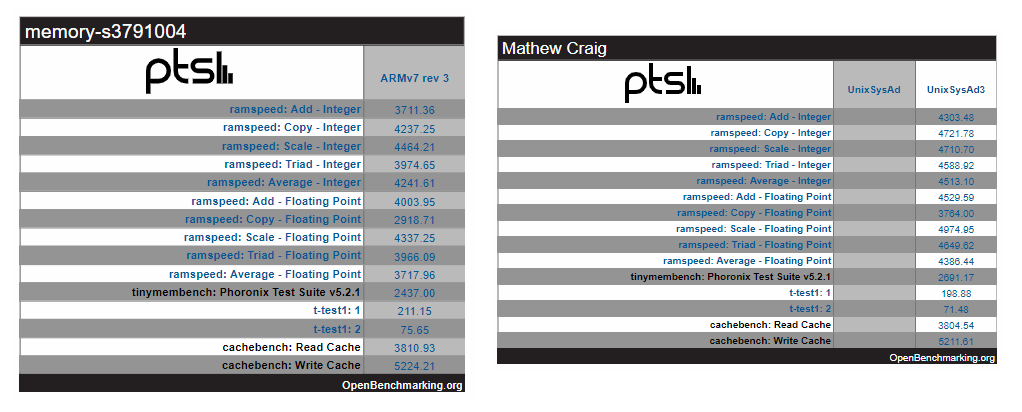 memory-s3791004
ptsl
ARMv7 rev 3
ramspeed: Add - Integer 3711.36
ramspeed: Copy - Integer 4237.25
ramspeed: Scale - Integer 4464.21
ramspeed: Triad - Integer 3974.65
ramspeed: Average - Integer 4241.61
ramspeed: Add - Floating Point 4003.95
ramspeed: Copy - Floating Point 2918.71
ramspeed: Scale - Floating Point 4337.25
ramspeed: Triad - Floating Point 3966.09
ramspeed: Average - Floating Point 3717.96
tinymembench: Phoronix Test Suite v5.2.1 2437.00
t-test1: 1 211.15
t-test1: 2 75.65
cachebench: Read Cache 3810.93
cachebench: Write Cache 5224.21
OpenBenchmarking.org
Mathew Craig
ptsl
UnixSysAd UnixSysAd3
ramspeed: Add - Integer 4303.48
ramspeed: Copy - Integer 4721.78
ramspeed: Scale - Integer 4710.70
ramspeed: Triad - Integer 4588.92
ramspeed: Average - Integer 4513.10
ramspeed: Add - Floating Point 4529.59
ramspeed: Copy - Floating Point 3764.00
ramspeed: Scale - Floating Point 4974.95
ramspeed: Triad - Floating Point 4649.62
ramspeed: Average - Floating Point 4386.44
tinymembench: Phoronix Test Suite v5.2.1 2691.17
t-test1: 1 198.88
t-test1: 2 71.48
cachebench: Read Cache 3804.54
cachebench: Write Cache 5211.61
OpenBenchmarking.org